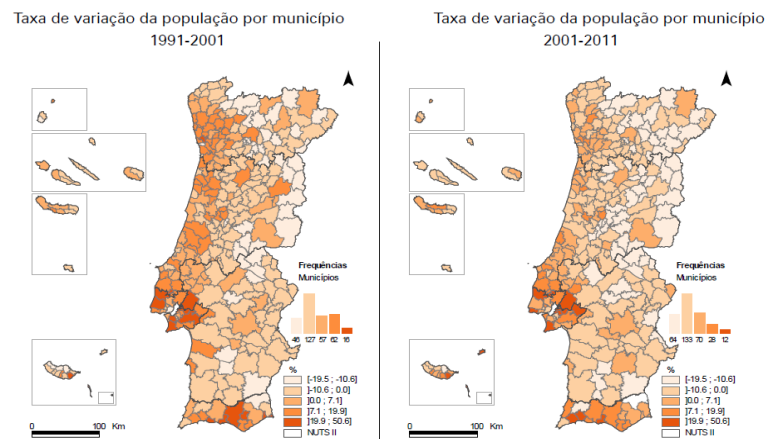 Taxa de variação da população por município
1991-2001
Frequências
Municípios
46 127 57 62 16
%
[-19.5 ; -10.6]
]-10.6 ; 0.0]
]0.0 ; 7.1]
]7.1 ; 19.9]
]19.9 ; 50.6]
NUTS II
0 100 Km
Taxa de variação da população por município
2001-2011
Frequências
Municípios
64 133 70 28 12
%
[-19.5 ; -10.6]
]-10.6 ; 0.0]
]0.0 ; 7.1]
]7.1 ; 19.9]
]19.9 ; 50.6]
NUTS II
0 100 Km